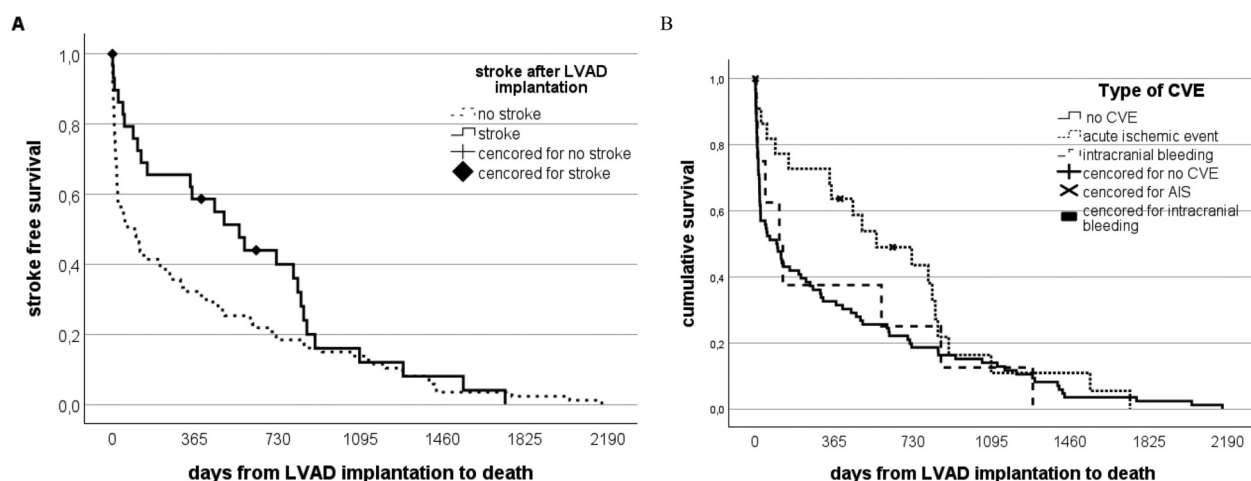 A
stroke free survival
1,0
0,8
0,6
0,4
0,2
0,0
stroke after LVAD
implantation
no stroke
stroke
cencored for no stroke
cencored for stroke
0 365 730 1095 1460 1825 2190
days from LVAD implantation to death
B
cumulative survival
1,0
0,8
0,6
0,4
0,2
0,0
Type of CVE
no CVE
acute ischemic event
intracranial bleeding
cencored for no CVE
cencored for AIS
cencored for intracranial
bleeding
0 365 730 1095 1460 1825 2190
days from LVAD implantation to death